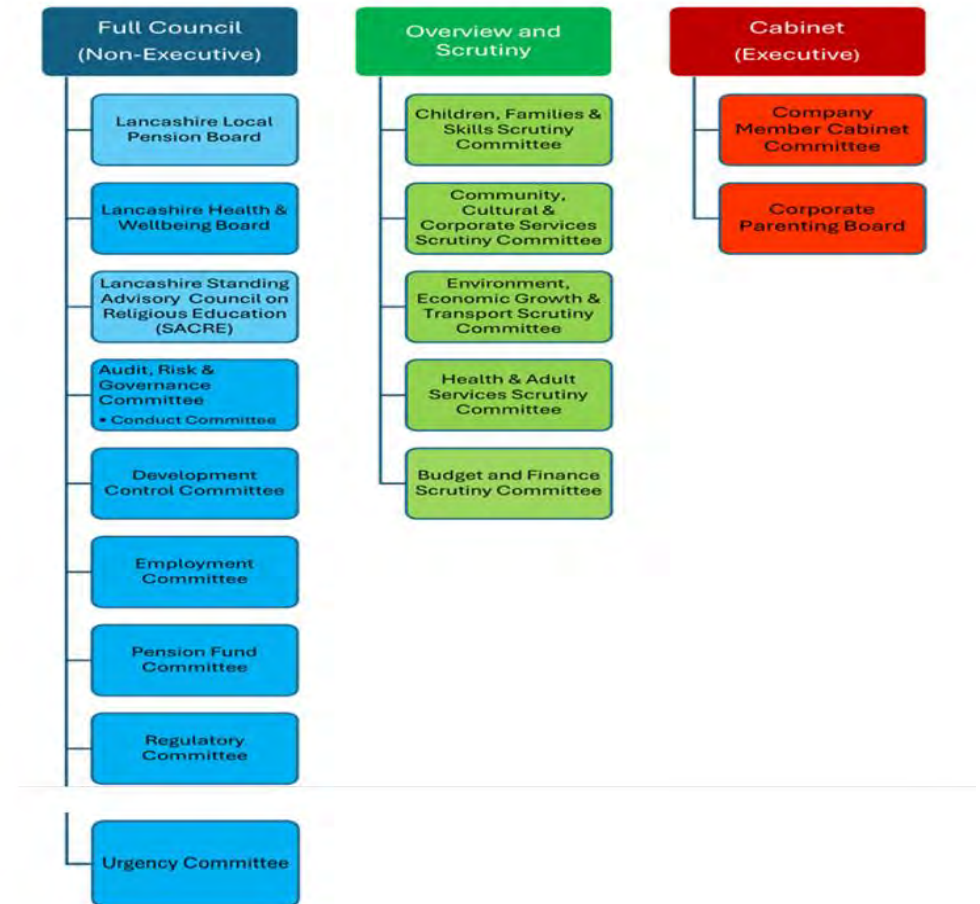 Full Council
(Non-Executive)
Lancashire Local
Pension Board
Lancashire Health &
Wellbeing Board
Lancashire Standing
Advisory Council on
Religious Education
(SACRE)
Audit, Risk &
Governance
Committee
• Conduct Committee
Development
Control Committee
Employment
Committee
Pension Fund
Committee
Regulatory
Committee
Urgency Committee
Overview and
Scrutiny
Children, Families &
Skills Scrutiny
Committee
Community,
Cultural &
Corporate Services
Scrutiny Committee
Environment,
Economic Growth &
Transport Scrutiny
Committee
Health & Adult
Services Scrutiny
Committee
Budget and Finance
Scrutiny Committee
Cabinet
(Executive)
Company
Member Cabinet
Committee
Corporate
Parenting Board